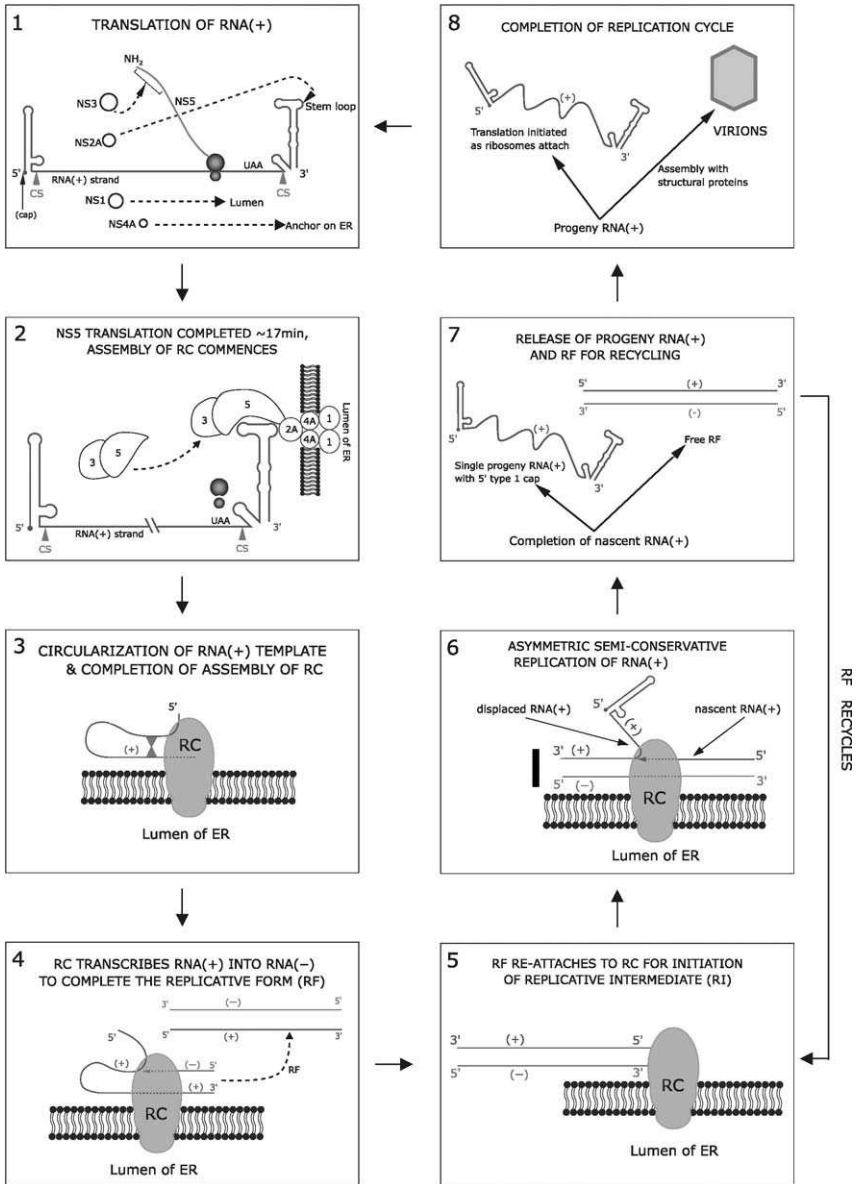 1
TRANSLATION OF RNA(+)
NH2
NS3
NS5
NS2A
Stem loop
5'
RNA(+) strand
UAA
3'
CS
CS
(cap)
NS1
Lumen
NS4A
Anchor on ER
2
NS5 TRANSLATION COMPLETED ~17min,
ASSEMBLY OF RC COMMENCES
3
5
3
5
2A
4A
1
4A
1
Lumen of ER
5'
RNA(+) strand
UAA
3'
CS
CS
3
CIRCULARIZATION OF RNA(+) TEMPLATE
& COMPLETION OF ASSEMBLY OF RC
5'
(+)
RC
Lumen of ER
4
RC TRANSCRIBES RNA(+) INTO RNA(−)
TO COMPLETE THE REPLICATIVE FORM (RF)
3'
(−)
5'
5'
(+)
3'
5'
(+)
(−)
5'
(+)
3'
RF
RC
Lumen of ER
5
RF RE-ATTACHES TO RC FOR INITIATION
OF REPLICATIVE INTERMEDIATE (RI)
3'
(+)
5'
5'
(−)
3'
RC
Lumen of ER
6
ASYMMETRIC SEMI-CONSERVATIVE
REPLICATION OF RNA(+)
5'
(+)
displaced RNA(+)
nascent RNA(+)
3'
(+)
5'
5'
(−)
3'
RC
Lumen of ER
7
RELEASE OF PROGENY RNA(+)
AND RF FOR RECYCLING
5'
(+)
3'
3'
(-)
5'
5'
(+)
3'
Free RF
Single progeny RNA(+)
with 5' type 1 cap
Completion of nascent RNA(+)
8
COMPLETION OF REPLICATION CYCLE
5'
(+)
3'
VIRIONS
Translation initiated
as ribosomes attach
Assembly with
structural proteins
Progeny RNA(+)
RF RECYCLES